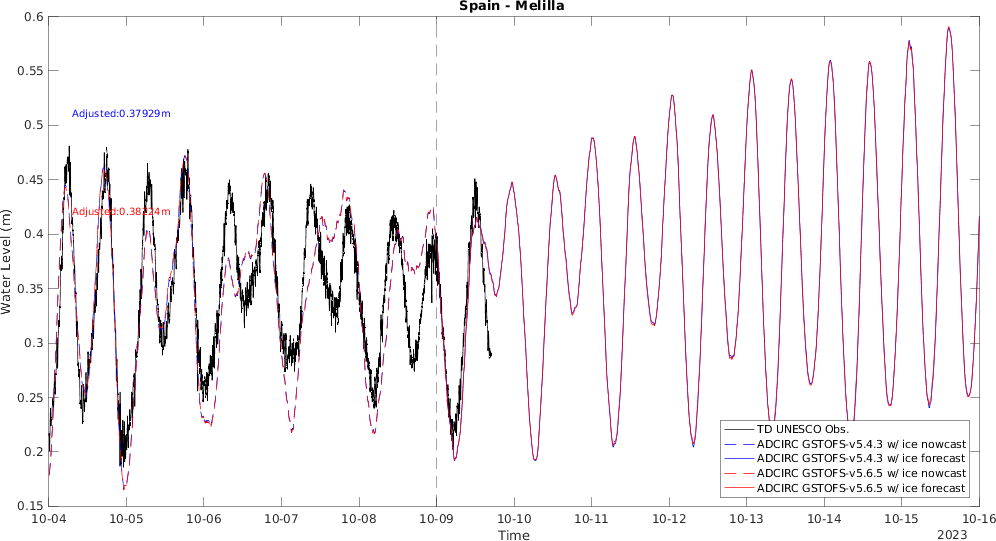 Spain - Melilla
0.6
0.55
0.5
0.45
0.4
0.35
0.3
0.25
0.2
0.15
Water Level (m)
Adjusted:0.37929m
Adjusted:0.38224m
TD UNESCO Obs.
ADCIRC GSTOFS-v5.4.3 w/ ice nowcast
ADCIRC GSTOFS-v5.4.3 w/ ice forecast
ADCIRC GSTOFS-v5.6.5 w/ ice nowcast
ADCIRC GSTOFS-v5.6.5 w/ ice forecast
10-04 10-05 10-06 10-07 10-08 10-09 10-10 10-11 10-12 10-13 10-14 10-15 10-16
Time
2023